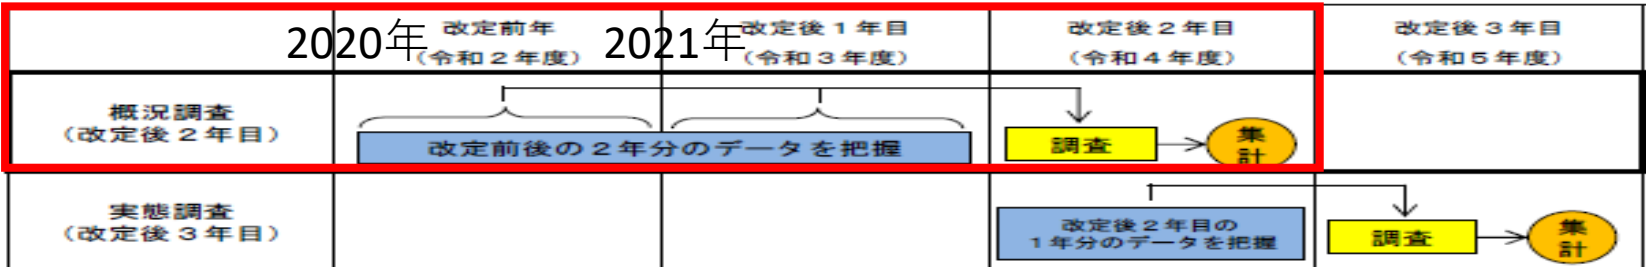 2020年
改定前年
(令和2年度)
2021年
改定後1年目
(令和3年度)
改定後2年目
(令和4年度)
改定後3年目
(令和5年度)
概況調査
(改定後2年目)
改定前後の2年分のデータを把握
調査
集
計
実態調査
(改定後3年目)
改定後2年目の
1年分のデータを把握
調査
集
計